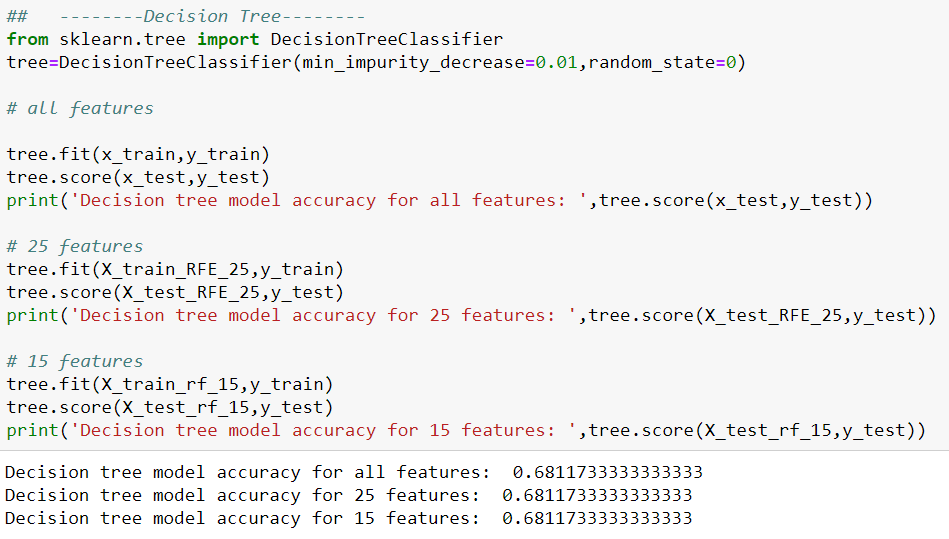 ## --------Decision Tree--------
from sklearn.tree import DecisionTreeClassifier
tree=DecisionTreeClassifier(min_impurity_decrease=0.01,random_state=0)
# all features
tree.fit(x_train,y_train)
tree.score(x_test,y_test)
print('Decision tree model accuracy for all features: ',tree.score(x_test,y_test))
# 25 features
tree.fit(X_train_RFE_25,y_train)
tree.score(X_test_RFE_25,y_test)
print('Decision tree model accuracy for 25 features: ',tree.score(X_test_RFE_25,y_test))
# 15 features
tree.fit(X_train_rf_15,y_train)
tree.score(X_test_rf_15,y_test)
print('Decision tree model accuracy for 15 features: ',tree.score(X_test_rf_15,y_test))
Decision tree model accuracy for all features:  0.6811733333333333
Decision tree model accuracy for 25 features:  0.6811733333333333
Decision tree model accuracy for 15 features:  0.6811733333333333